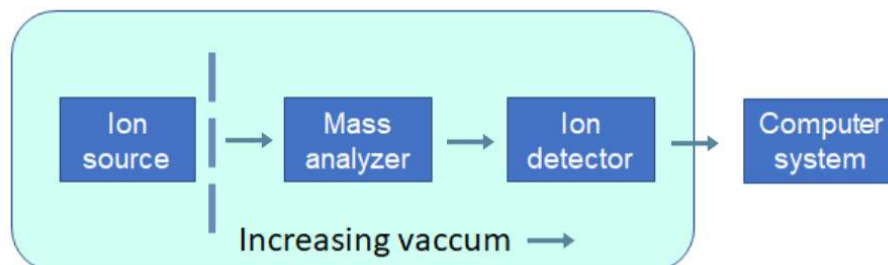 Ion
source
Mass
analyzer
Ion
detector
Computer
system
Increasing vaccum